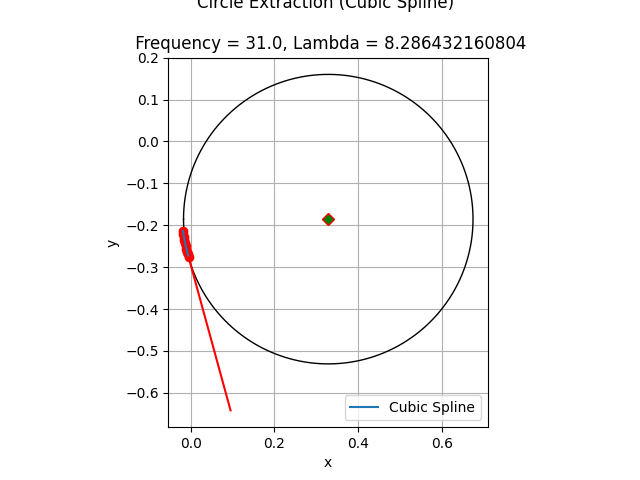 Circle Extraction (Cubic Spline)
Frequency = 31.0, Lambda = 8.286432160804
0.2
0.1
0.0
−0.1
−0.2
−0.3
−0.4
−0.5
−0.6
y
0.0 0.2 0.4 0.6
x
Cubic Spline